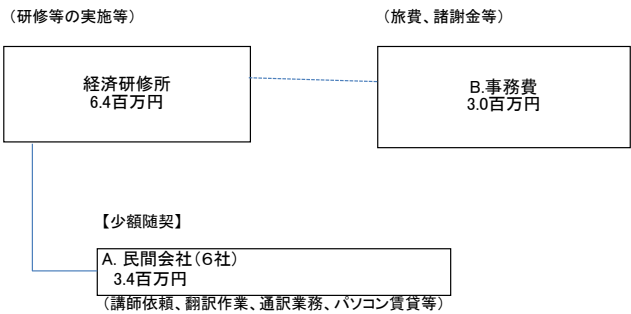 （研修等の実施等）
（旅費、諸謝金等）
経済研修所
6.4百万円
B.事務費
3.0百万円
【少額随契】
A. 民間会社（６社）
3.4百万円
（講師依頼、翻訳作業、通訳業務、パソコン賃貸等）